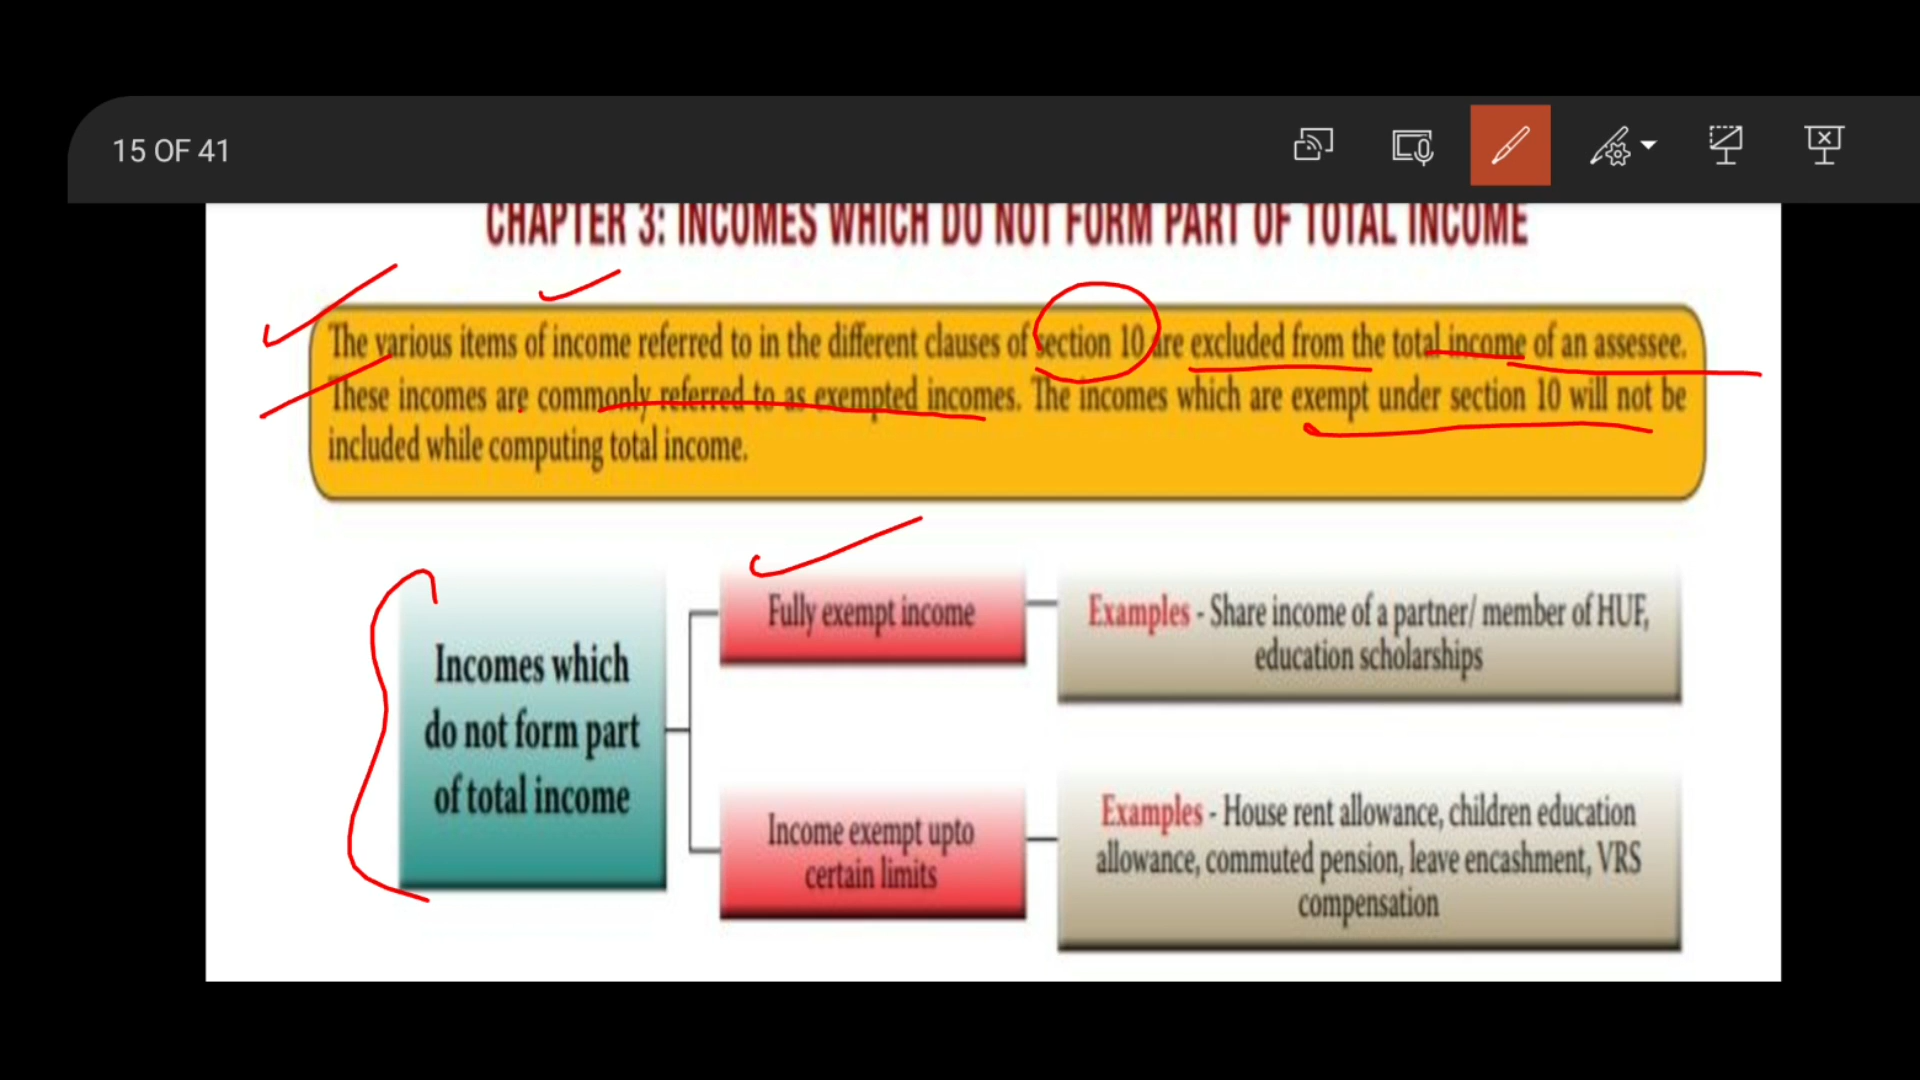 15 OF 41
CHAPTER 3: INCOMES WHICH DO NOT FORM PART OF TOTAL INCOME
The various items of income referred to in the different clauses of section 10 are excluded from the total income of an assessee.
These incomes are commonly referred to as exempted incomes. The incomes which are exempt under section 10 will not be
included while computing total income.
Fully exempt income
Examples - Share income of a partner/ member of HUF,
education scholarships
Incomes which
do not form part
of total income
Income exempt upto
certain limits
Examples - House rent allowance, children education
allowance, commuted pension, leave encashment, VRS
compensation